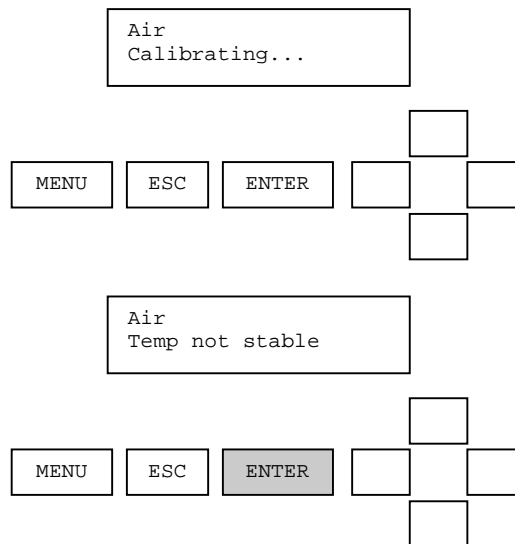 Air
Calibrating...
MENU ESC ENTER
Air
Temp not stable
MENU ESC ENTER